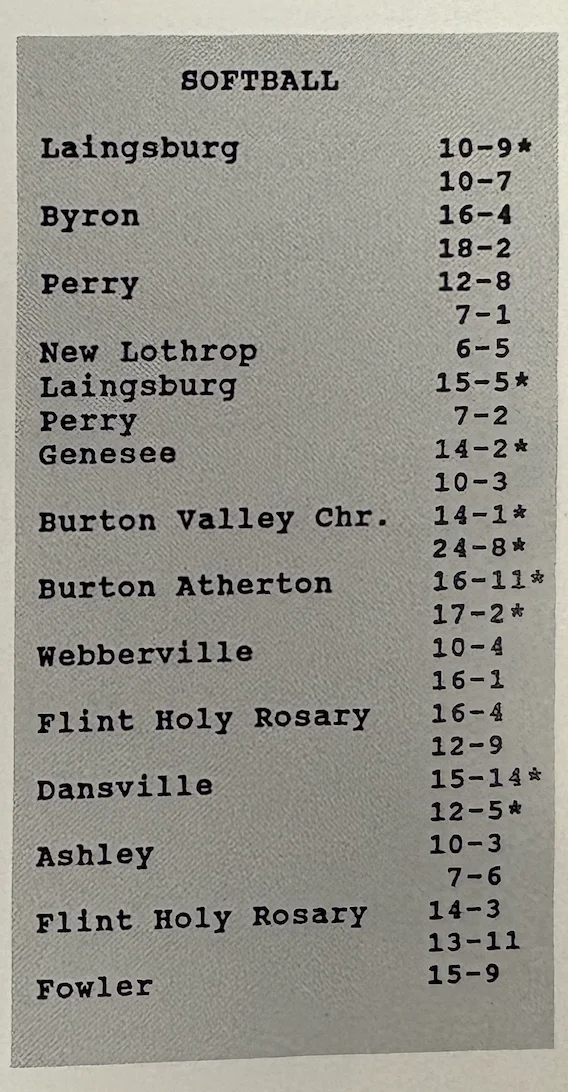 SOFTBALL
Laingsburg 10-9*
10-7
Byron 16-4
18-2
Perry 12-8
7-1
New Lothrop 6-5
Laingsburg 15-5*
Perry 7-2
Genesee 14-2*
10-3
Burton Valley Chr. 14-1*
24-8*
Burton Atherton 16-11*
17-2*
Webberville 10-4
16-1
Flint Holy Rosary 16-4
12-9
Dansville 15-14*
12-5*
Ashley 10-3
7-6
Flint Holy Rosary 14-3
13-11
Fowler 15-9